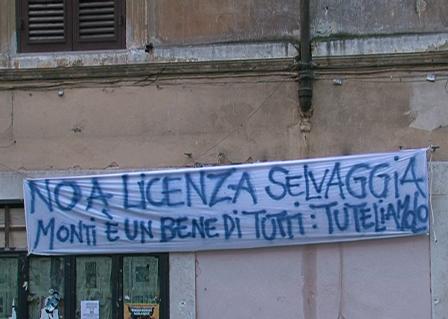 NO A LICENZA SELVAGGIA
MONTI È UN BENE DI TUTTI: TUTELIAMOLO